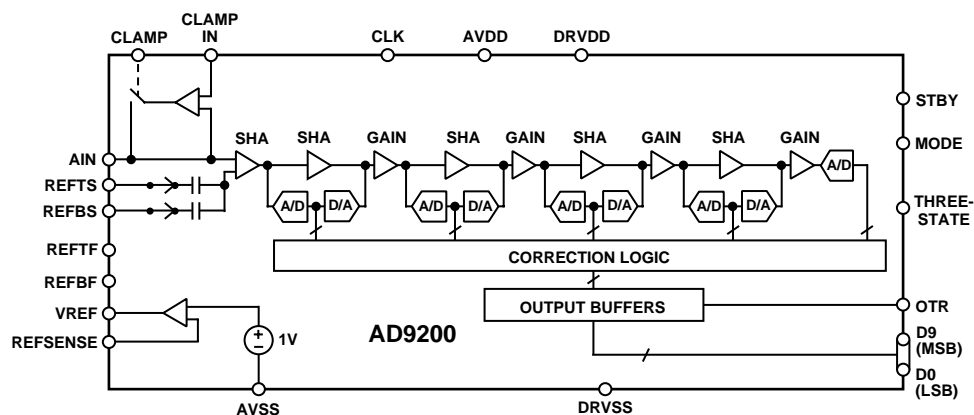 CLAMP
CLAMP
IN
CLK
AVDD
DRVDD
STBY
MODE
THREE-
STATE
OTR
D9
(MSB)
D0
(LSB)
AIN
REFTS
REFBS
REFTF
REFBF
VREF
REFSENSE
SHA
SHA
GAIN
SHA
GAIN
SHA
GAIN
SHA
GAIN
A/D
A/D
D/A
A/D
D/A
A/D
D/A
A/D
D/A
CORRECTION LOGIC
OUTPUT BUFFERS
+
–
1V
AD9200
AVSS
DRVSS